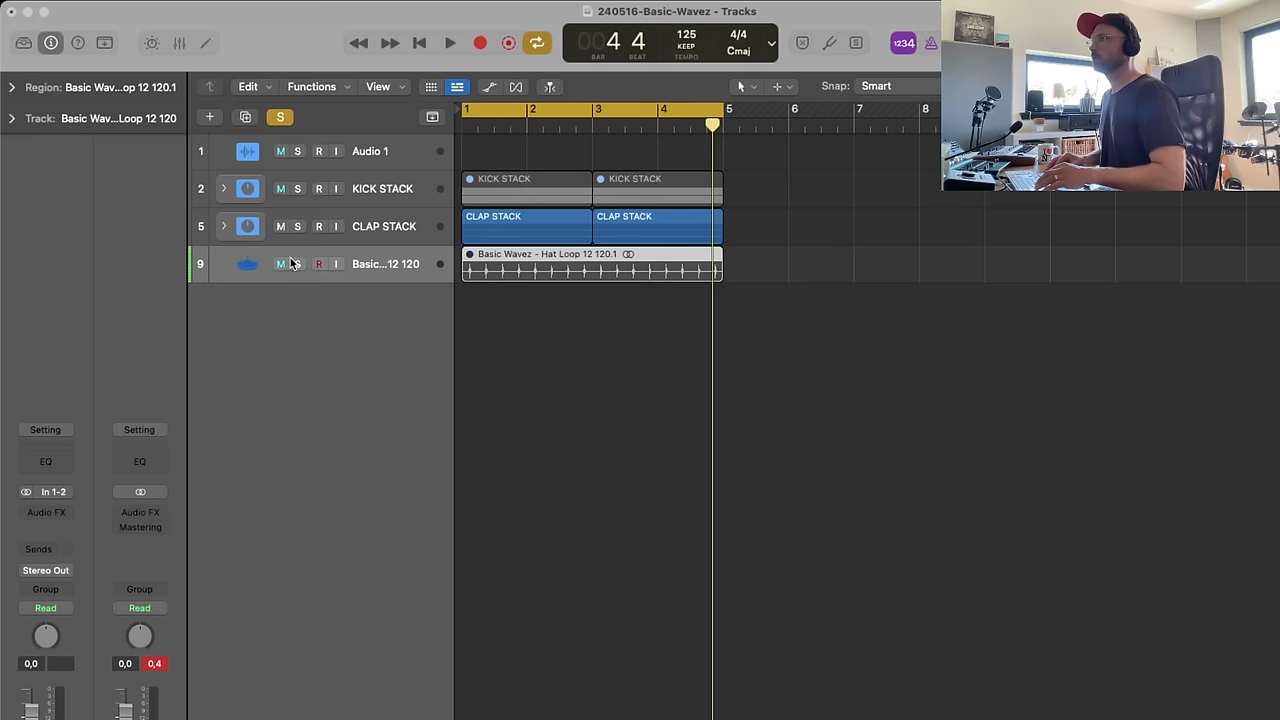 240516-Basic-Wavez - Tracks
004 4 125 4/4
KEEP Cmaj
BAR BEAT TEMPO
1234
Region: Basic Wav...op 12 120.1
Edit Functions View Snap: Smart
Track: Basic Wav...Loop 12 120
S
1 2 3 4 5 6 7 8
1 M S R I Audio 1
2 M S R I KICK STACK
KICK STACK KICK STACK
5 M S R I CLAP STACK
CLAP STACK CLAP STACK
9 M S R I Basic...12 120
Basic Wavez - Hat Loop 12 120.1
Setting Setting
EQ EQ
In 1-2
Audio FX Audio FX
Mastering
Sends
Stereo Out
Group Group
Read Read
0,0 0,0 0,4